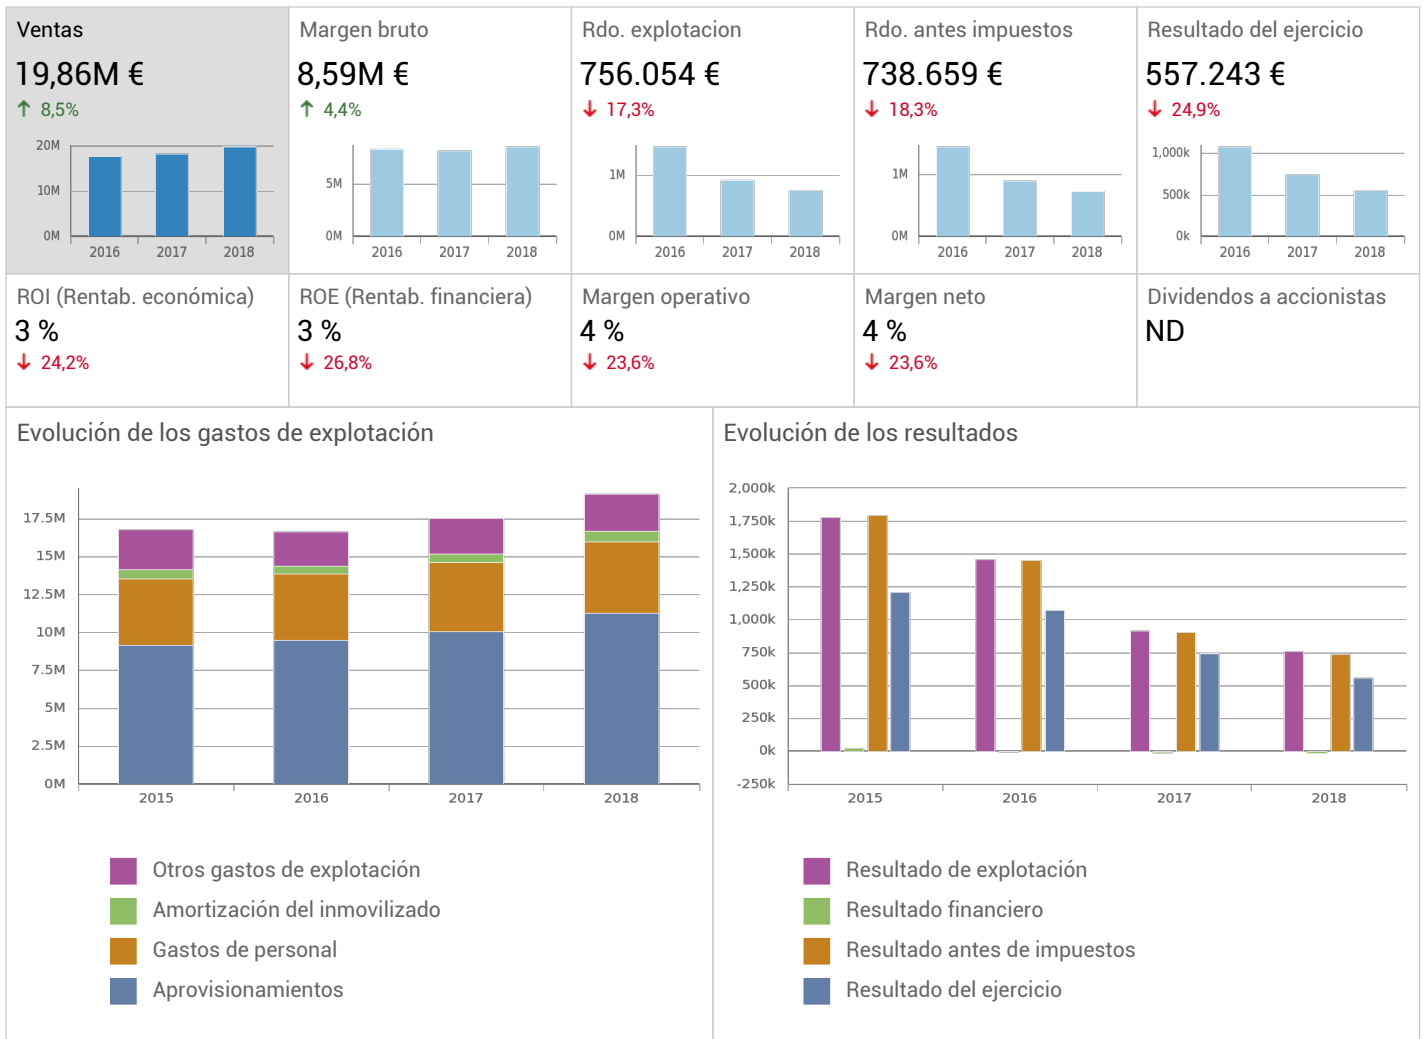 Ventas
19,86M €
8,5%
20M
10M
0M
2016 2017 2018
Margen bruto
8,59M €
4,4%
5M
0M
2016 2017 2018
Rdo. explotacion
756.054 €
17,3%
1M
0M
2016 2017 2018
Rdo. antes impuestos
738.659 €
18,3%
1M
0M
2016 2017 2018
Resultado del ejercicio
557.243 €
24,9%
1,000k
500k
0k
2016 2017 2018
ROI (Rentab. económica)
3 %
24,2%
ROE (Rentab. financiera)
3 %
26,8%
Margen operativo
4 %
23,6%
Margen neto
4 %
23,6%
Dividendos a accionistas
ND
Evolución de los gastos de explotación
17.5M
15M
12.5M
10M
7.5M
5M
2.5M
0M
2015 2016 2017 2018
Otros gastos de explotación
Amortización del inmovilizado
Gastos de personal
Aprovisionamientos
Evolución de los resultados
2,000k
1,750k
1,500k
1,250k
1,000k
750k
500k
250k
0k
-250k
2015 2016 2017 2018
Resultado de explotación
Resultado financiero
Resultado antes de impuestos
Resultado del ejercicio